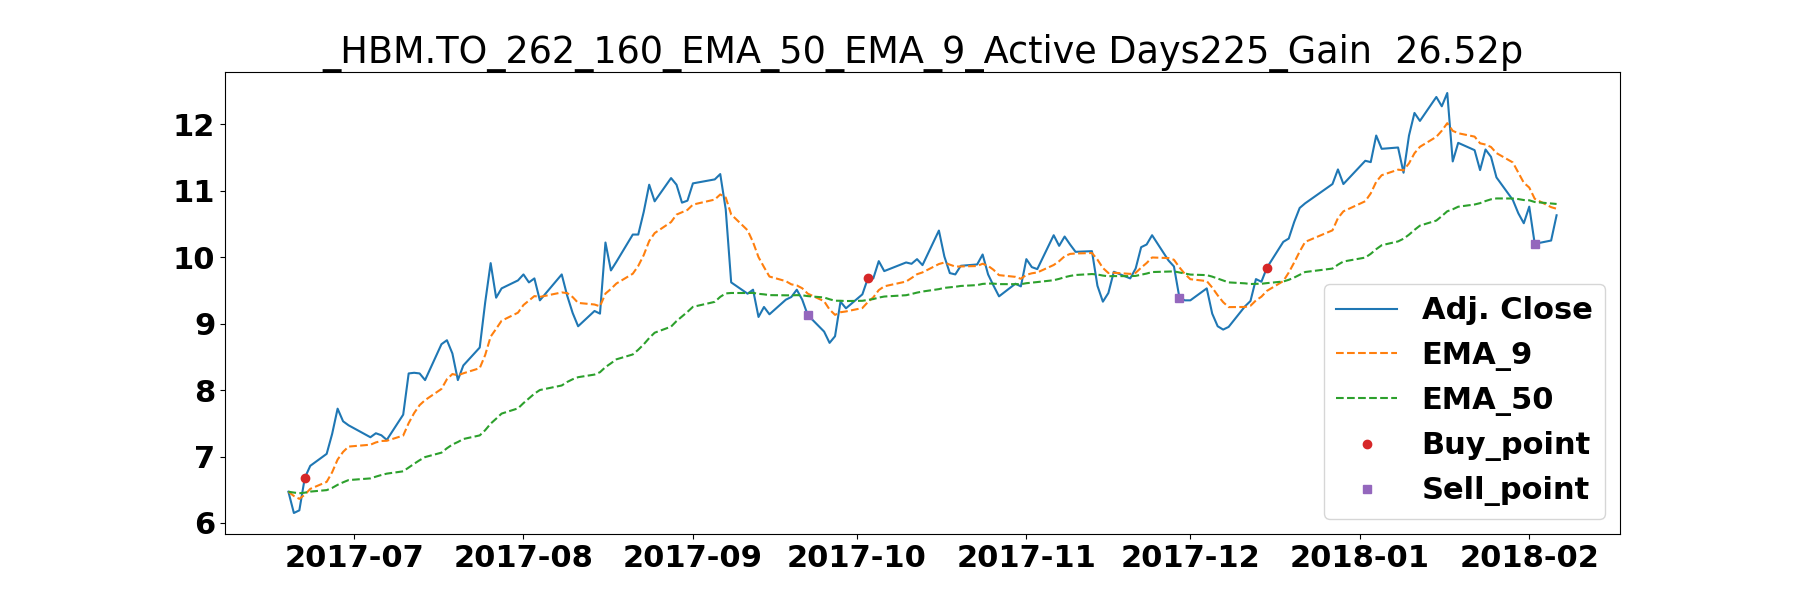 _HBM.TO_262_160_EMA_50_EMA_9_Active Days225_Gain  26.52p
12
11
10
9
8
7
6
Adj. Close
EMA_9
EMA_50
Buy_point
Sell_point
2017-07 2017-08 2017-09 2017-10 2017-11 2017-12 2018-01 2018-02